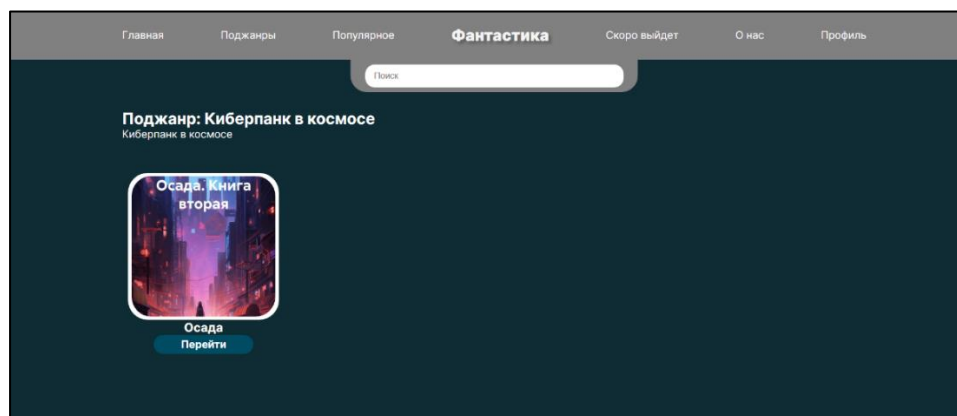 Главная Поджанры Популярное Фантастика Скоро выйдет О нас Профиль
Поиск
Поджанр: Киберпанк в космосе
Киберпанк в космосе
Осада. Книга
вторая
Осада
Перейти